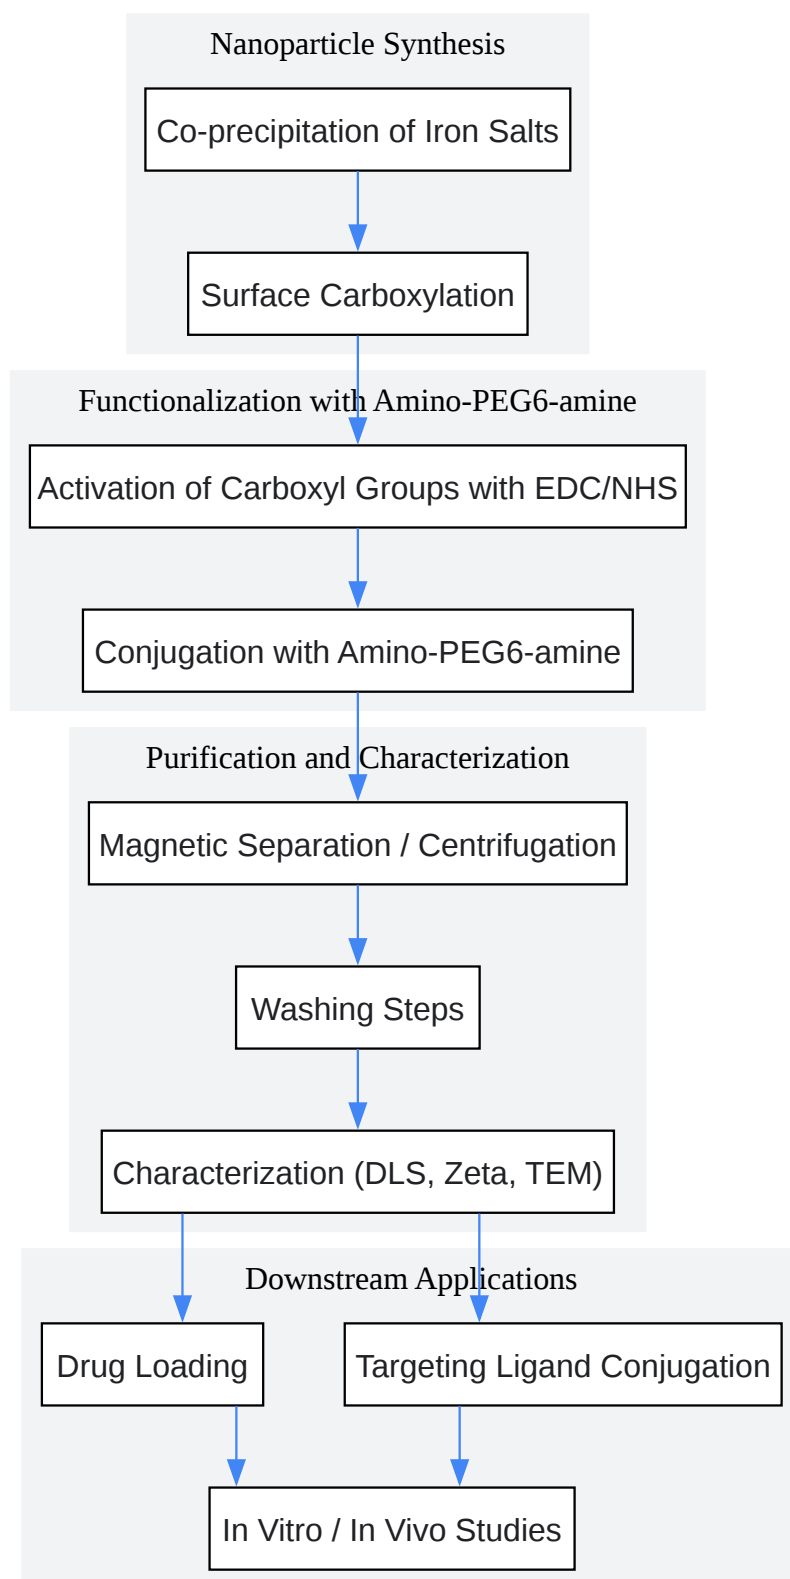 Nanoparticle Synthesis
Co-precipitation of Iron Salts
Surface Carboxylation
Functionalization with Amino-PEG6-amine
Activation of Carboxyl Groups with EDC/NHS
Conjugation with Amino-PEG6-amine
Purification and Characterization
Magnetic Separation / Centrifugation
Washing Steps
Characterization (DLS, Zeta, TEM)
Downstream Applications
Drug Loading
Targeting Ligand Conjugation
In Vitro / In Vivo Studies